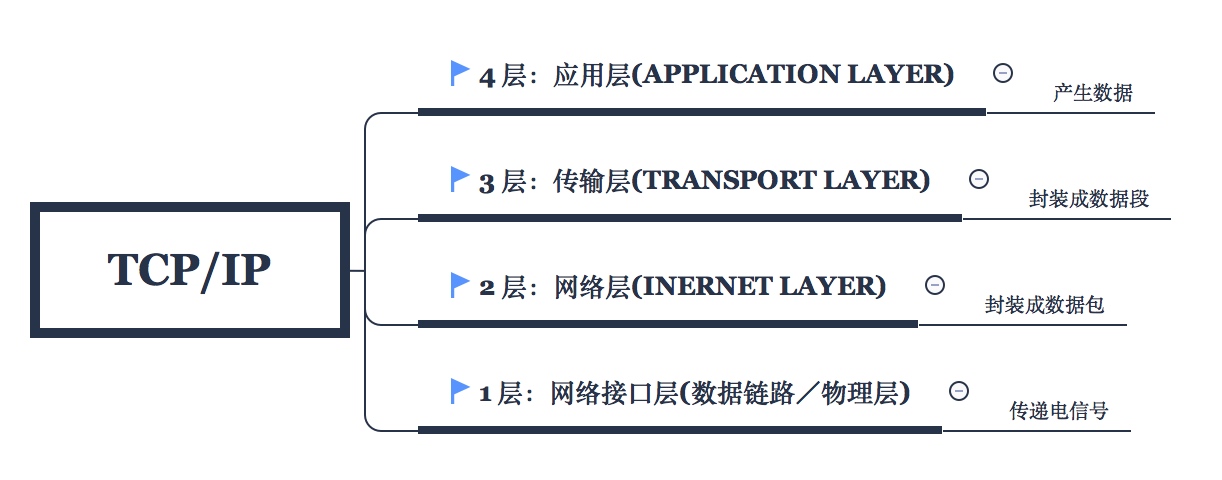 4 层：应用层(APPLICATION LAYER)
产生数据
3 层：传输层(TRANSPORT LAYER)
封装成数据段
TCP/IP
2 层：网络层(INERNET LAYER)
封装成数据包
1 层：网络接口层(数据链路／物理层)
传递电信号